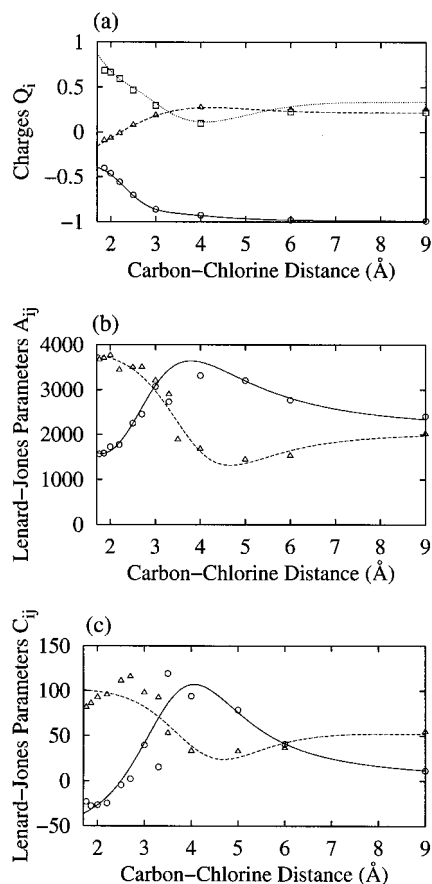 (a)
Charges Q_i
1
0.5
0
−0.5
−1
2 3 4 5 6 7 8 9
Carbon−Chlorine Distance (Å)
(b)
Lenard−Jones Parameters A_ij
4000
3000
2000
1000
0
2 3 4 5 6 7 8 9
Carbon−Chlorine Distance (Å)
(c)
Lenard−Jones Parameters C_ij
150
100
50
0
−50
2 3 4 5 6 7 8 9
Carbon−Chlorine Distance (Å)